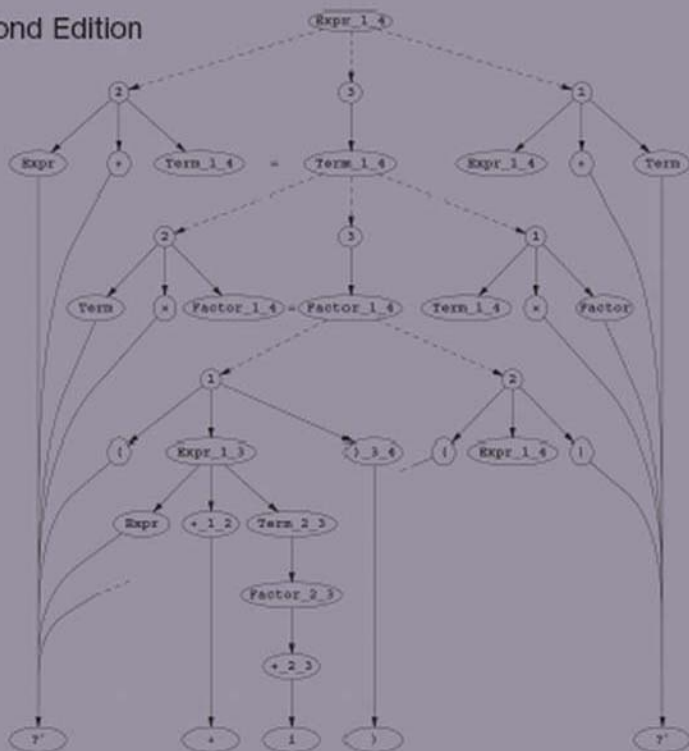 ond Edition
Expr_1_4
2 3 1
Expr + Term_1_4 = Term_1_4 Expr_1_4 + Term
2 3 1
Term × Factor_1_4 = Factor_1_4 Term_1_4 × Factor
1 2
( Expr_1_3 )_3_4 ( Expr_1_4 )
Expr +_1_2 Term_2_3
Factor_2_3
+_2_3
?' + i ) ?'